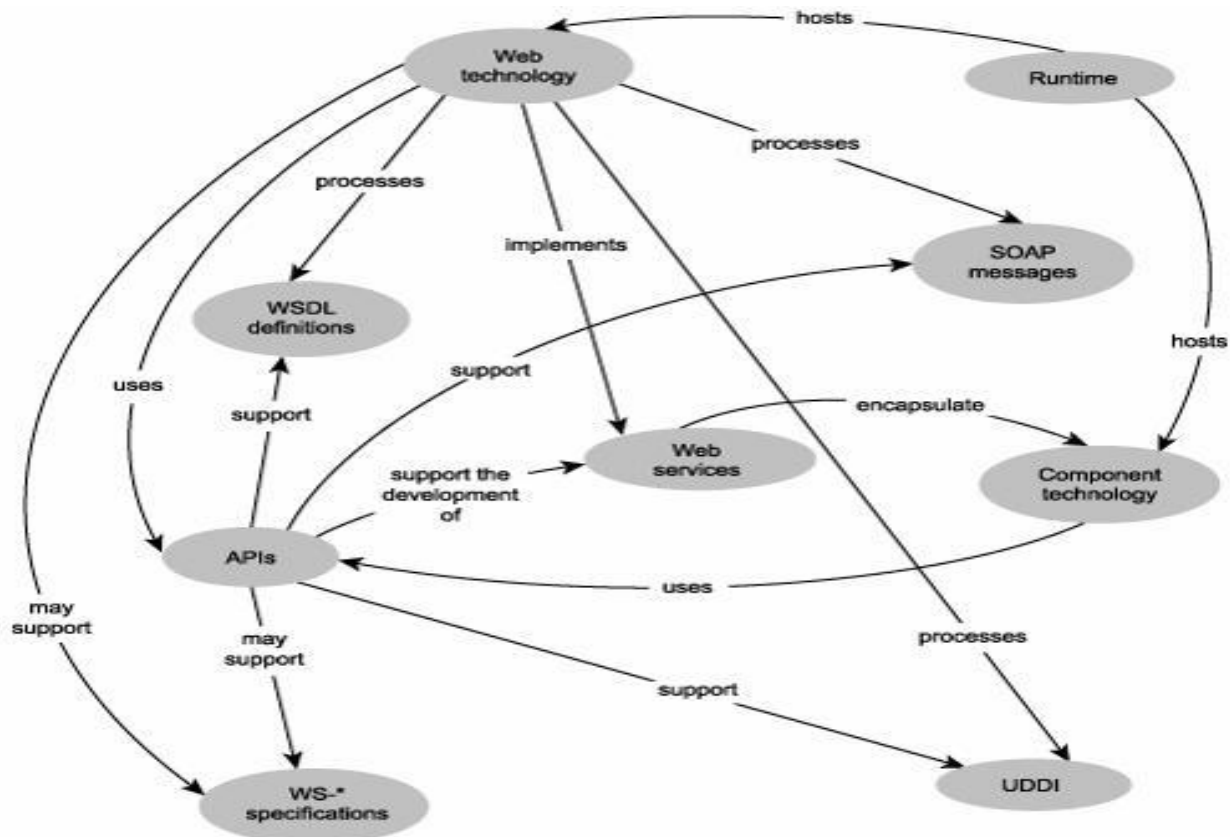 hosts
Web
technology
Runtime
processes
processes
implements
SOAP
messages
WSDL
definitions
hosts
support
uses
support
encapsulate
Web
services
support the
development
of
Component
technology
APIs
uses
may
support
may
support
processes
support
WS-*
specifications
UDDI